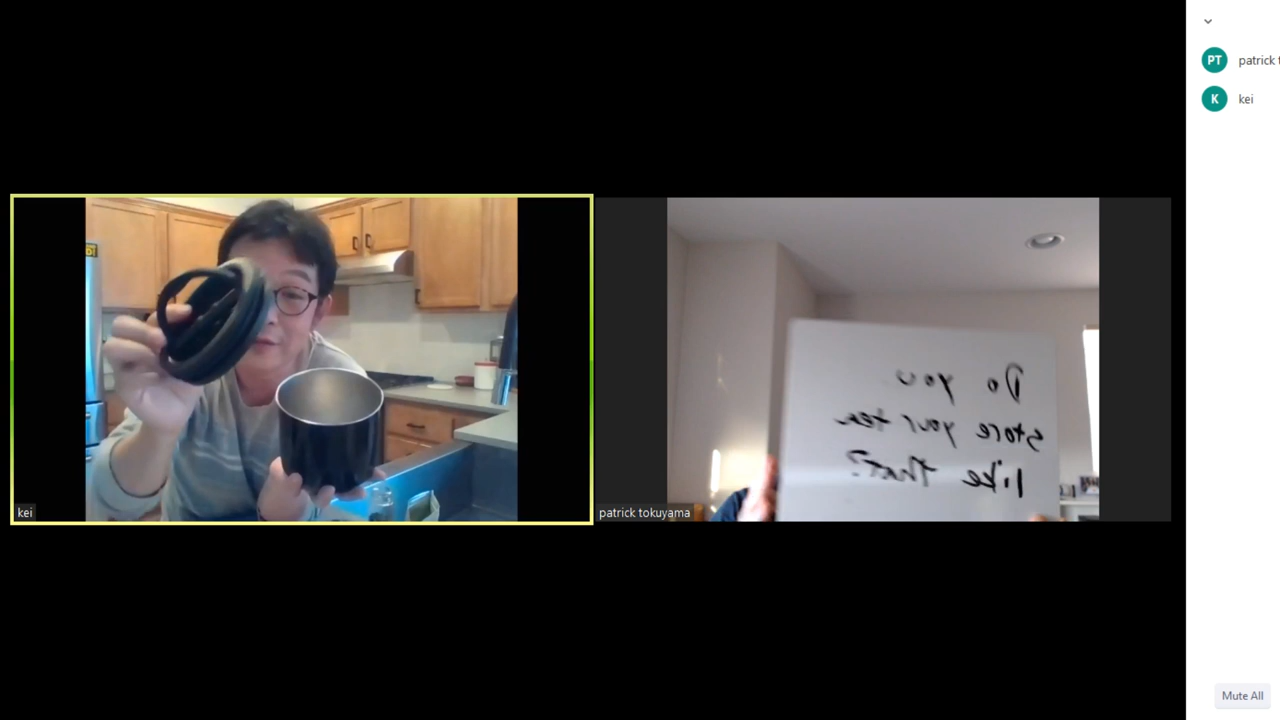 PT patrick t
K kei
Do you
store your tea
like that?
kei
patrick tokuyama
Mute All